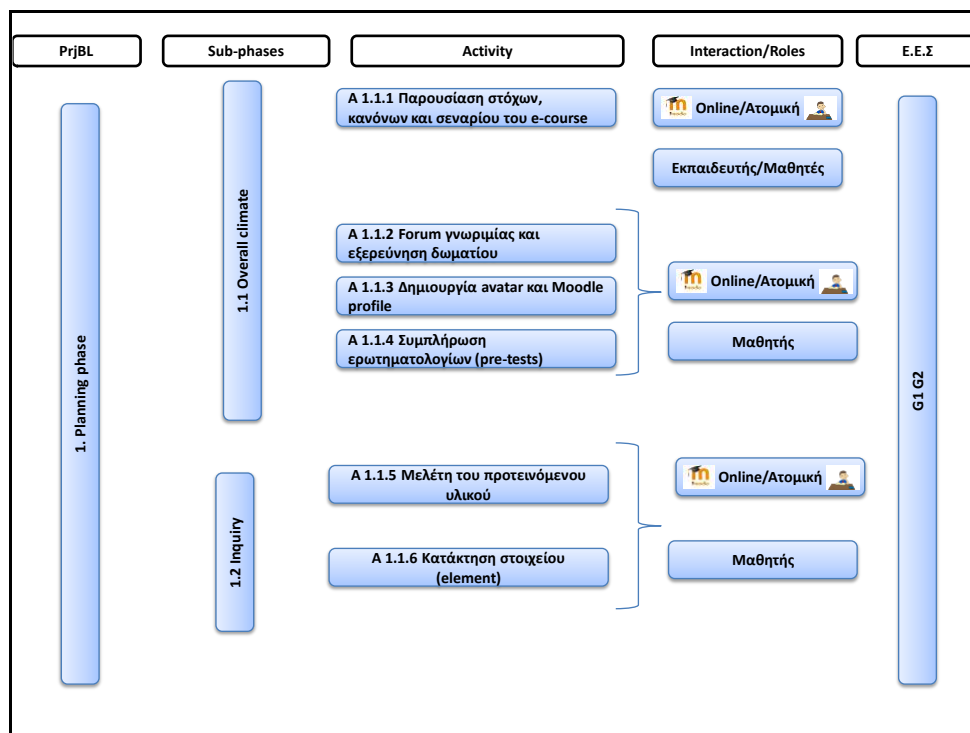 PrjBL
Sub-phases
Activity
Interaction/Roles
Ε.Ε.Σ
1. Planning phase
1.1 Overall climate
Α 1.1.1 Παρουσίαση στόχων,
κανόνων και σεναρίου του e-course
moodle
Online/Ατομική
Εκπαιδευτής/Μαθητές
Α 1.1.2 Forum γνωριμίας και
εξερεύνηση δωματίου
Α 1.1.3 Δημιουργία avatar και Moodle
profile
Α 1.1.4 Συμπλήρωση
ερωτηματολογίων (pre-tests)
moodle
Online/Ατομική
Μαθητής
1.2 Inquiry
Α 1.1.5 Μελέτη του προτεινόμενου
υλικού
Α 1.1.6 Κατάκτηση στοιχείου
(element)
moodle
Online/Ατομική
Μαθητής
G1 G2